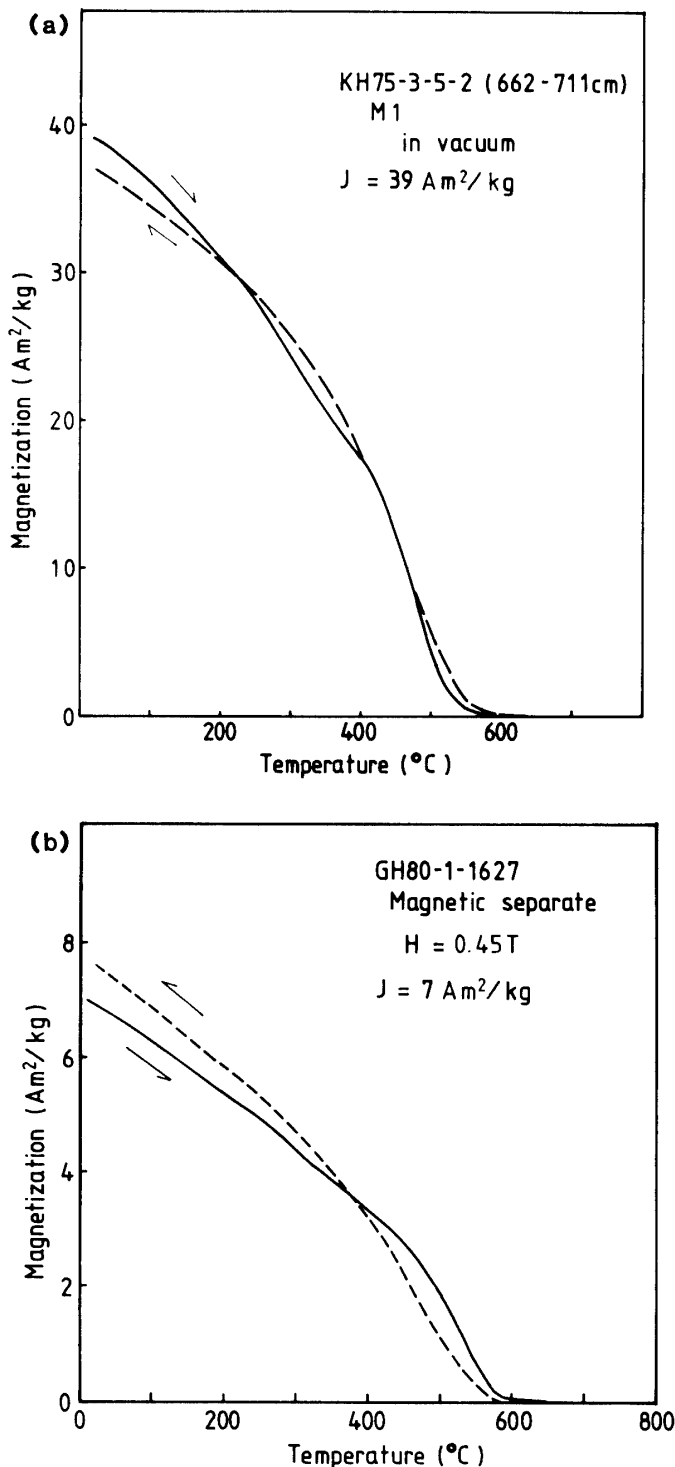 (a)
KH75-3-5-2 (662-711cm)
M1
in vacuum
J = 39 Am²/kg
40
30
20
10
0
Magnetization (Am²/kg)
200
400
600
Temperature (°C)
(b)
GH80-1-1627
Magnetic separate
H = 0.45T
J = 7 Am²/kg
8
6
4
2
0
Magnetization (Am²/kg)
0
200
400
600
800
Temperature (°C)